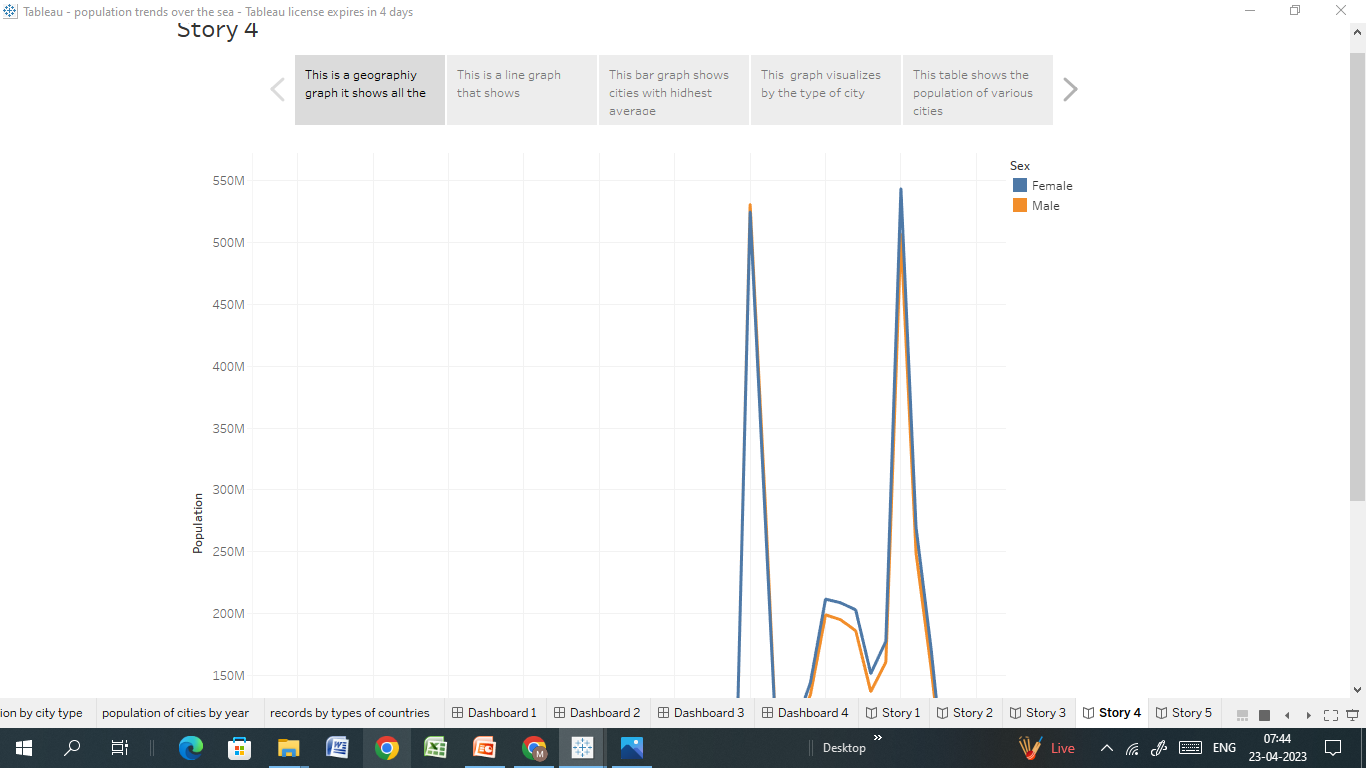 Tableau - population trends over the sea - Tableau license expires in 4 days
Story 4
This is a geographiy
graph it shows all the
This is a line graph
that shows
This bar graph shows
cities with hidhest
average
This  graph visualizes
by the type of city
This table shows the
population of various
cities
Sex
Female
Male
550M
500M
450M
400M
350M
300M
250M
200M
150M
Population
ion by city type
population of cities by year
records by types of countries
Dashboard 1
Dashboard 2
Dashboard 3
Dashboard 4
Story 1
Story 2
Story 3
Story 4
Story 5
Desktop
Live
ENG
07:44
23-04-2023